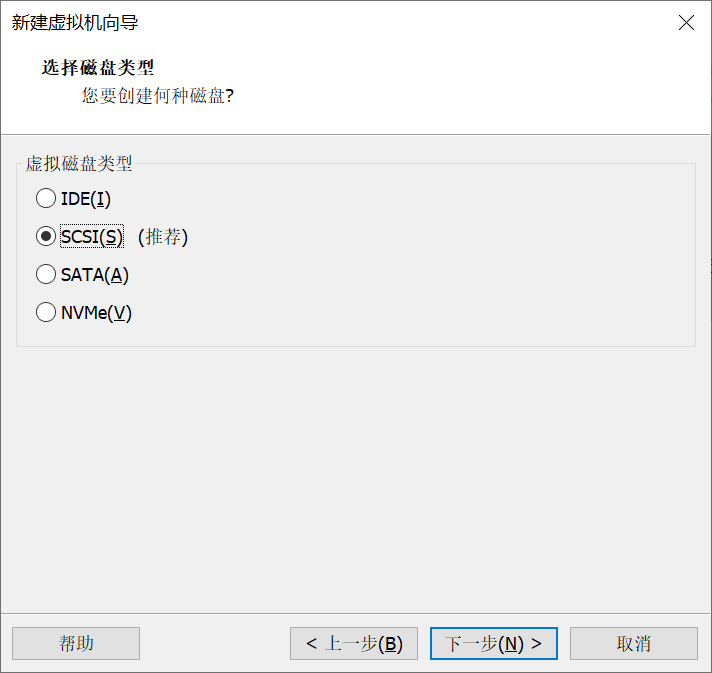 新建虚拟机向导
选择磁盘类型
您要创建何种磁盘?
虚拟磁盘类型
IDE(I)
SCSI(S) (推荐)
SATA(A)
NVMe(V)
帮助 < 上一步(B) 下一步(N) > 取消